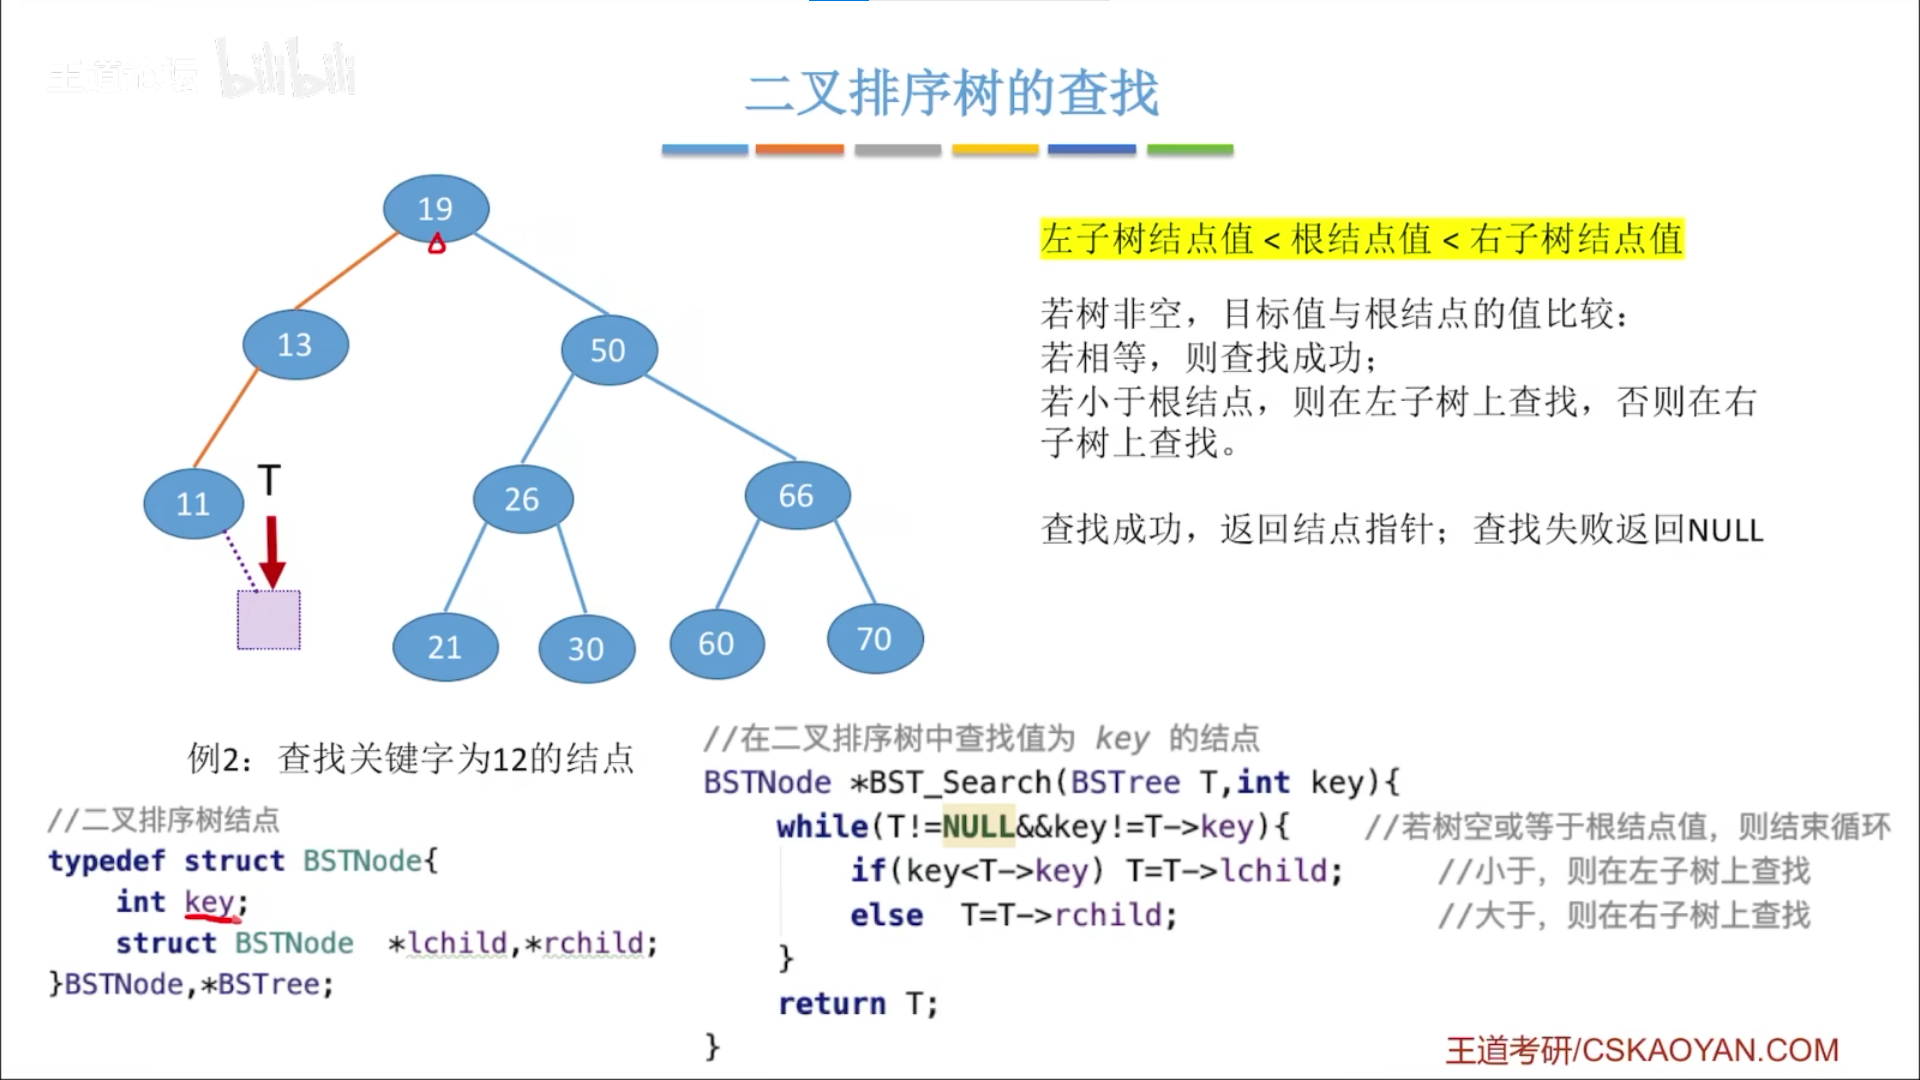 王道论坛 bilibili
二叉排序树的查找
19
13
50
11
T
26
66
21
30
60
70
左子树结点值 < 根结点值 < 右子树结点值
若树非空，目标值与根结点的值比较：
若相等，则查找成功；
若小于根结点，则在左子树上查找，否则在右
子树上查找。
查找成功，返回结点指针；查找失败返回NULL
例2：查找关键字为12的结点
//二叉排序树结点
typedef struct BSTNode{
int key;
struct BSTNode *lchild,*rchild;
}BSTNode,*BSTree;
//在二叉排序树中查找值为 key 的结点
BSTNode *BST_Search(BSTree T,int key){
while(T!=NULL&&key!=T->key){ //若树空或等于根结点值，则结束循环
if(key<T->key) T=T->lchild; //小于，则在左子树上查找
else T=T->rchild; //大于，则在右子树上查找
}
return T;
}
王道考研/CSKAOYAN.COM